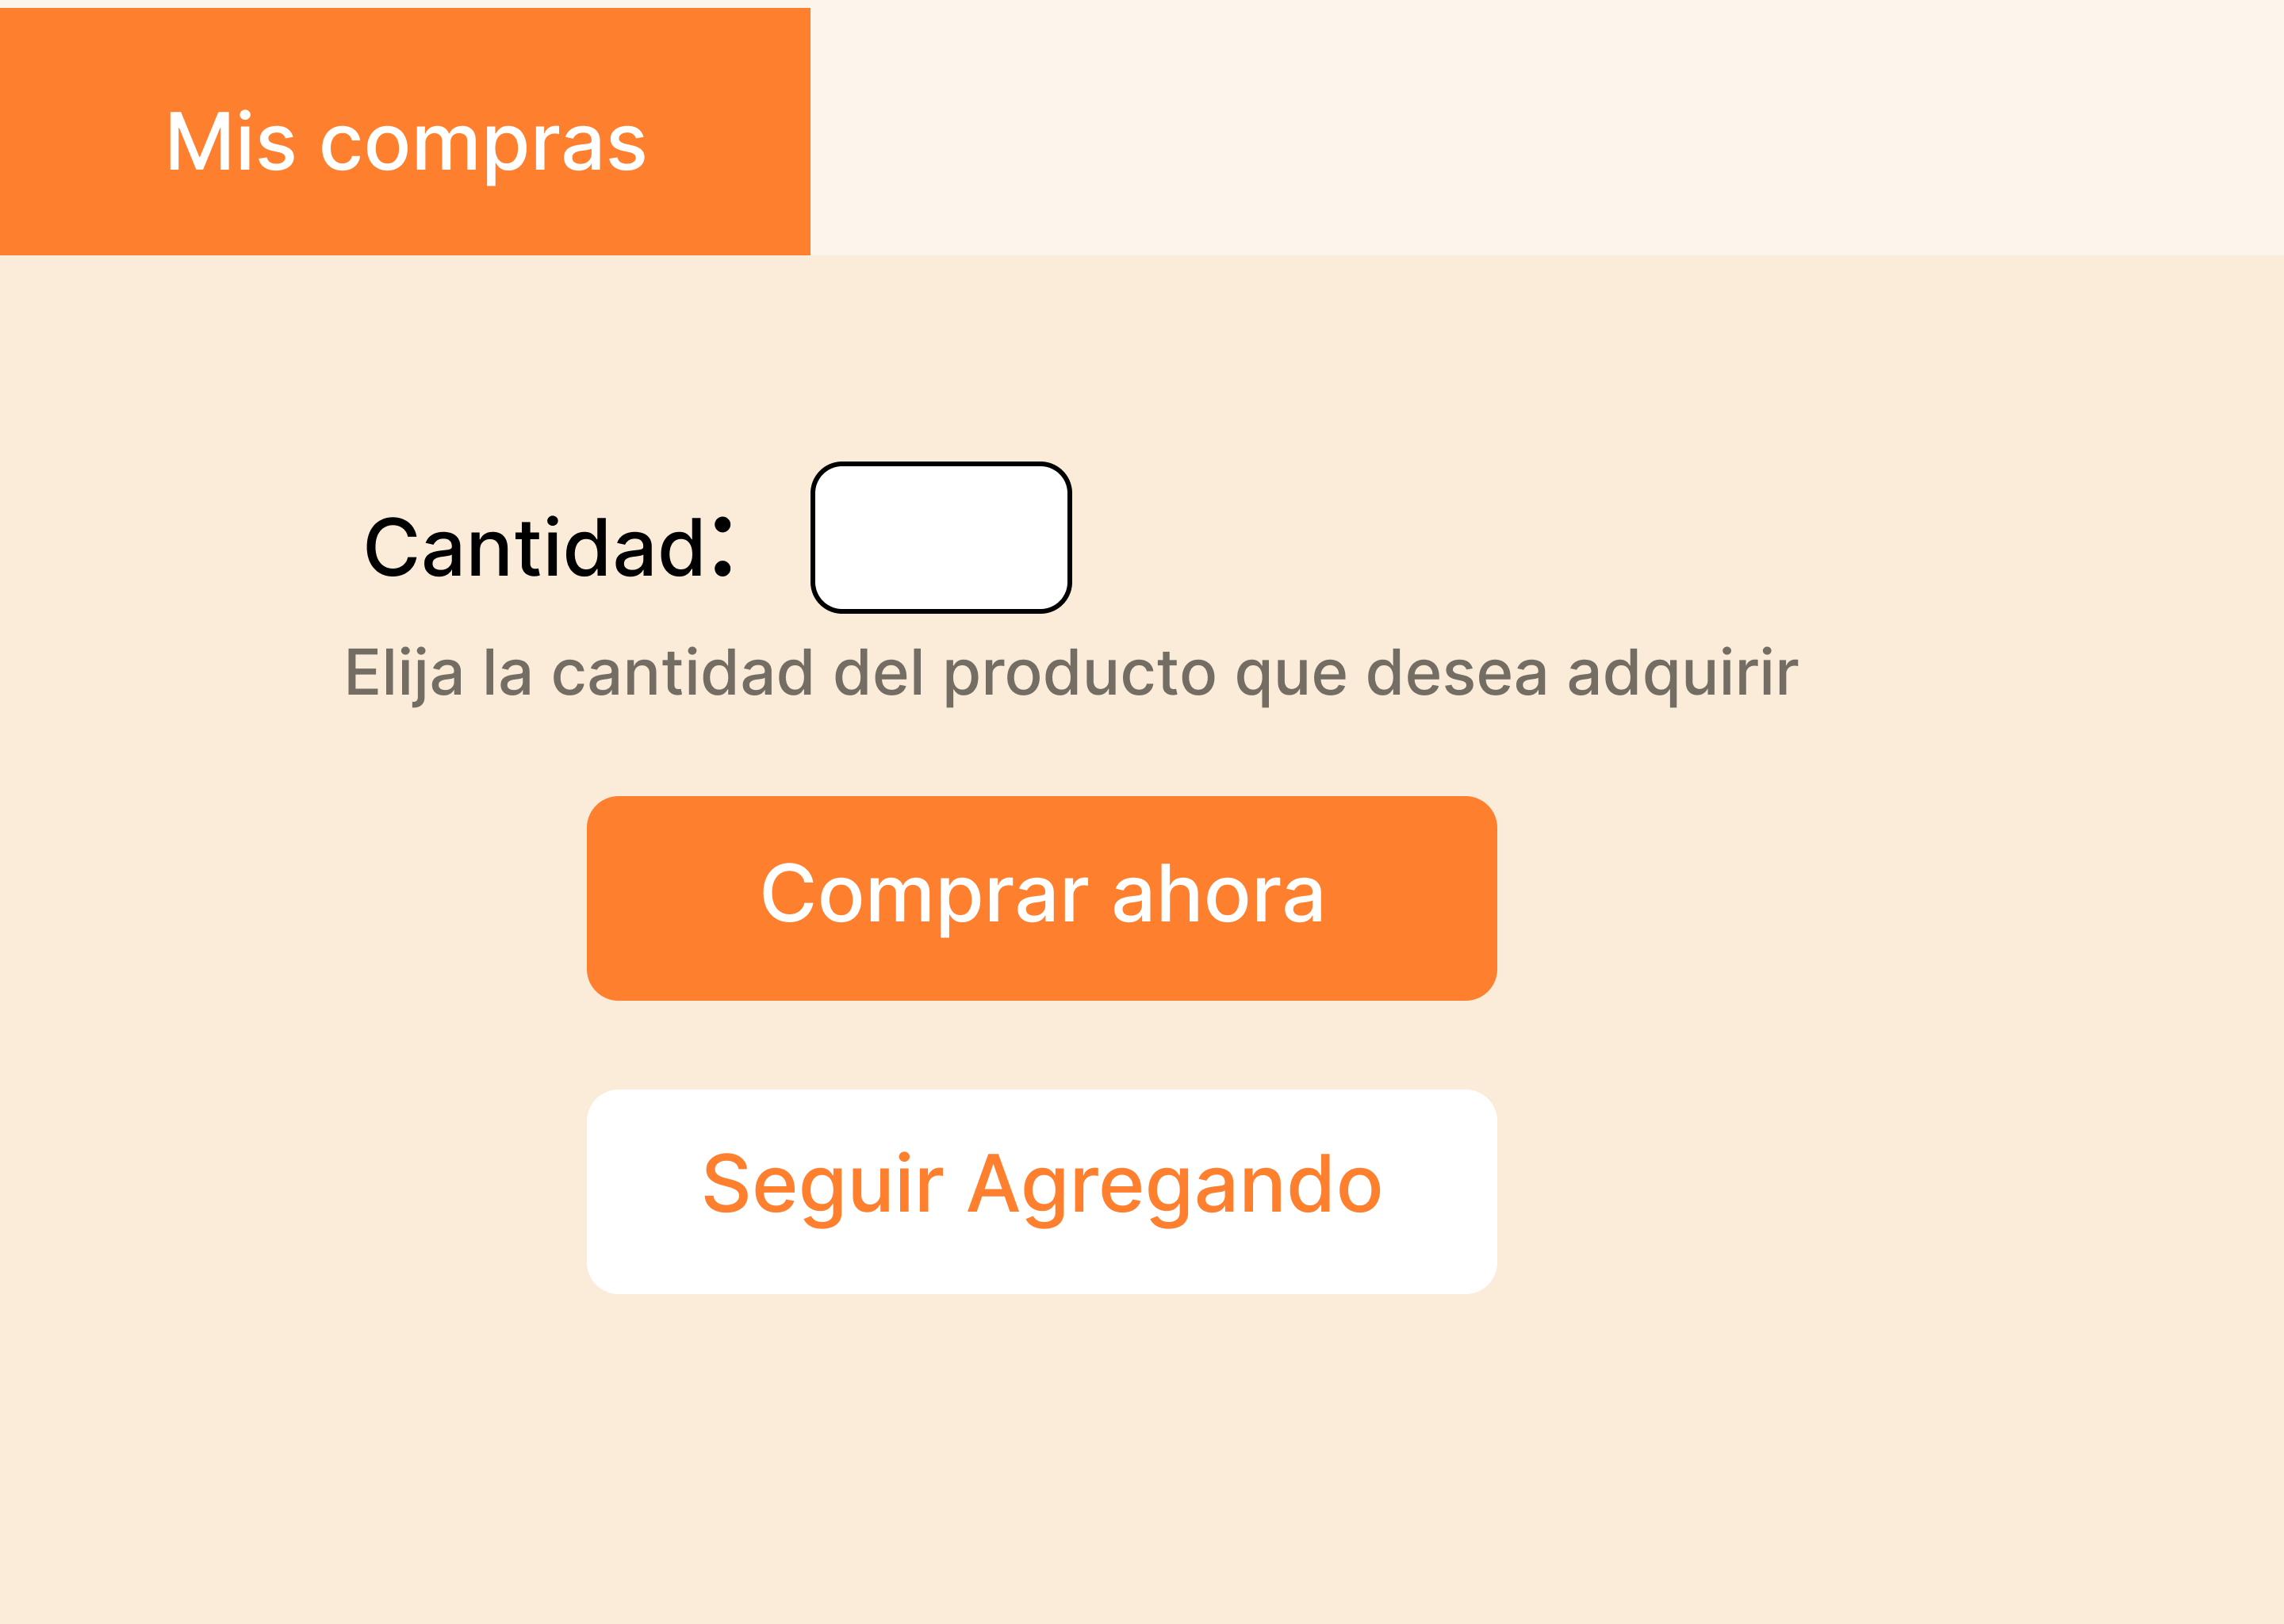 Mis compras
Cantidad:
Elija la cantidad del producto que desea adquirir
Comprar ahora
Seguir Agregando